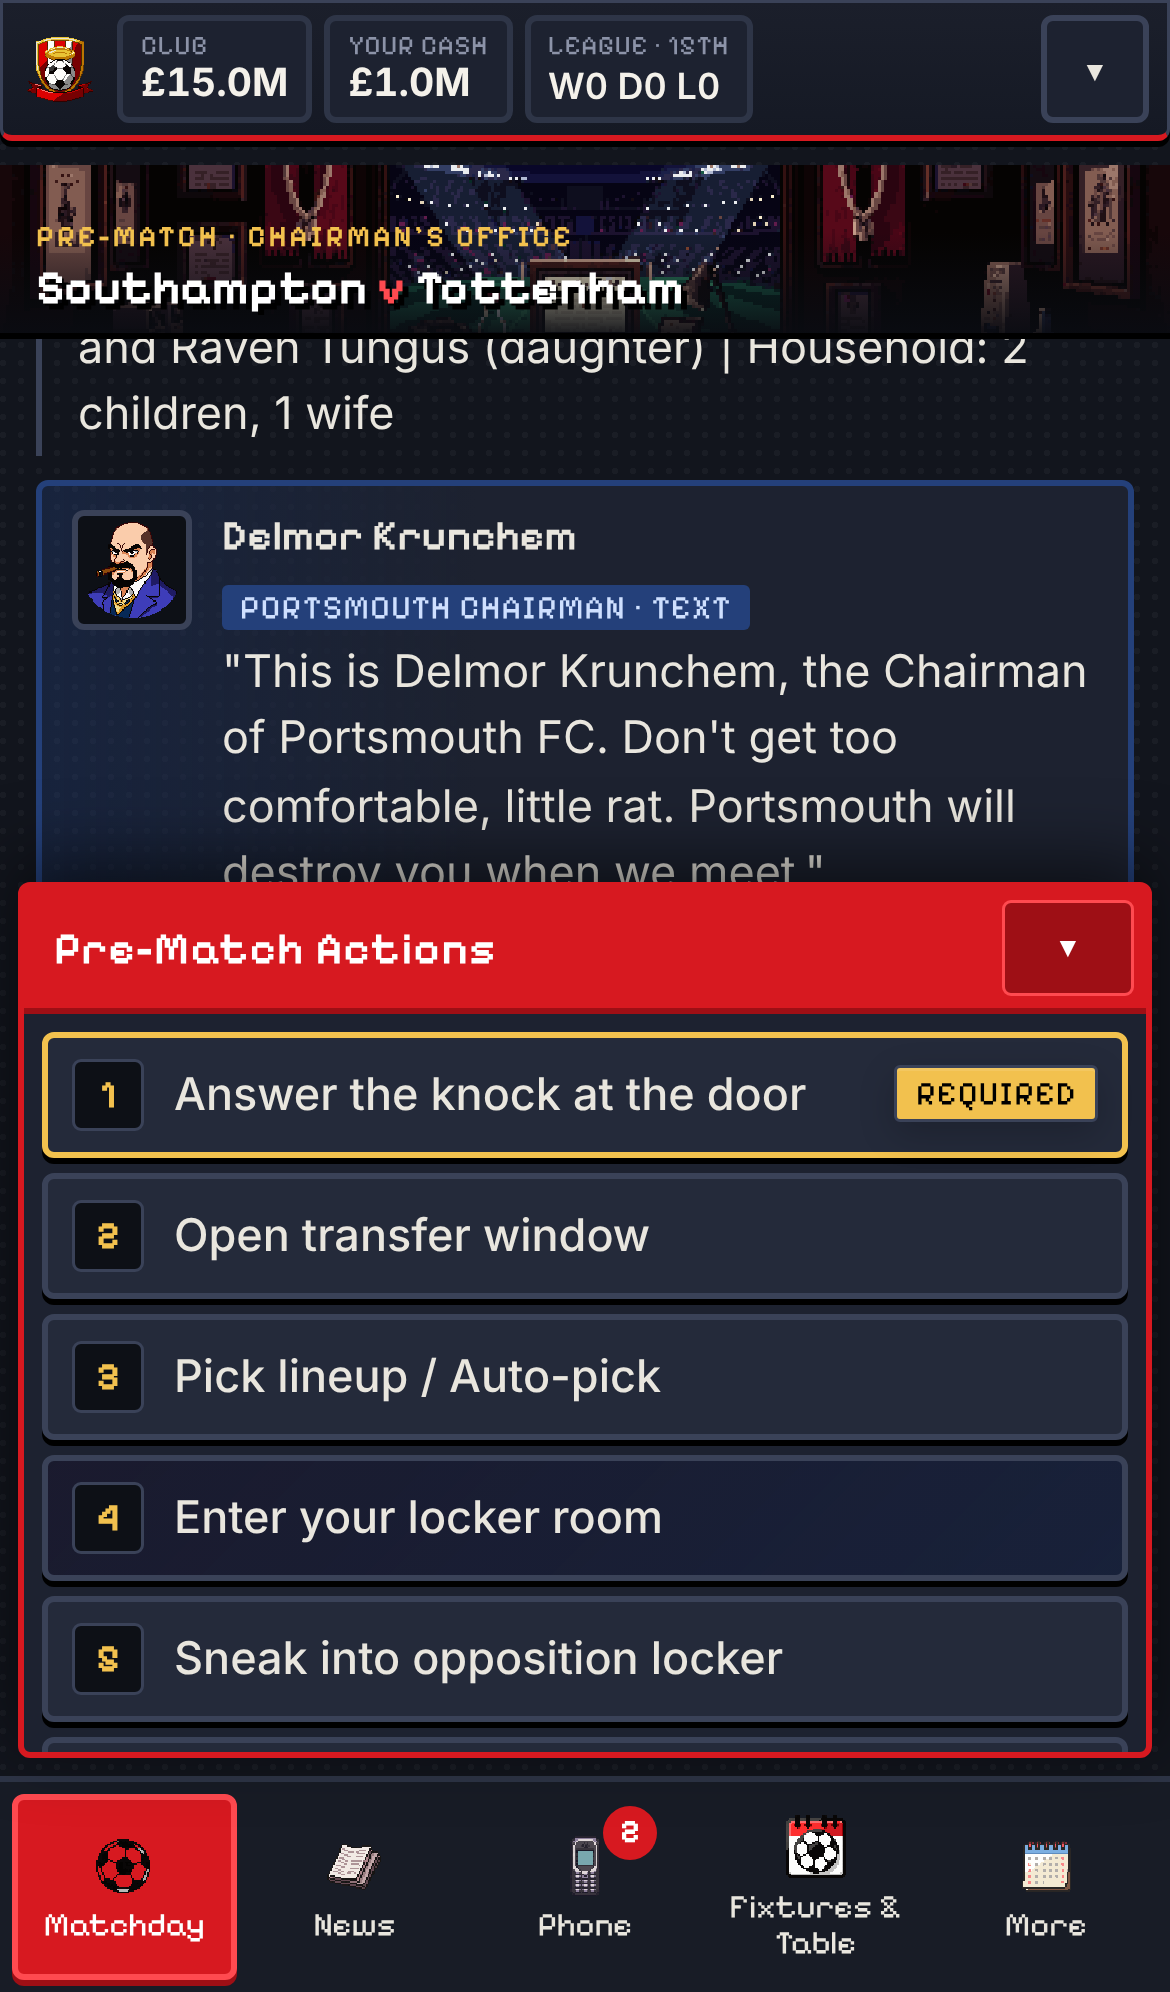 CLUB
£15.0M
YOUR CASH
£1.0M
LEAGUE · 1STH
W0 D0 L0
▼
PRE-MATCH · CHAIRMAN'S OFFICE
Southampton v Tottenham
and Raven Tungus (daughter) | Household: 2
children, 1 wife
Delmor Krunchem
PORTSMOUTH CHAIRMAN · TEXT
"This is Delmor Krunchem, the Chairman
of Portsmouth FC. Don't get too
comfortable, little rat. Portsmouth will
destroy you when we meet."
Pre-Match Actions
▼
1 Answer the knock at the door REQUIRED
2 Open transfer window
3 Pick lineup / Auto-pick
4 Enter your locker room
5 Sneak into opposition locker
Matchday
News
2
Phone
Fixtures &
Table
More